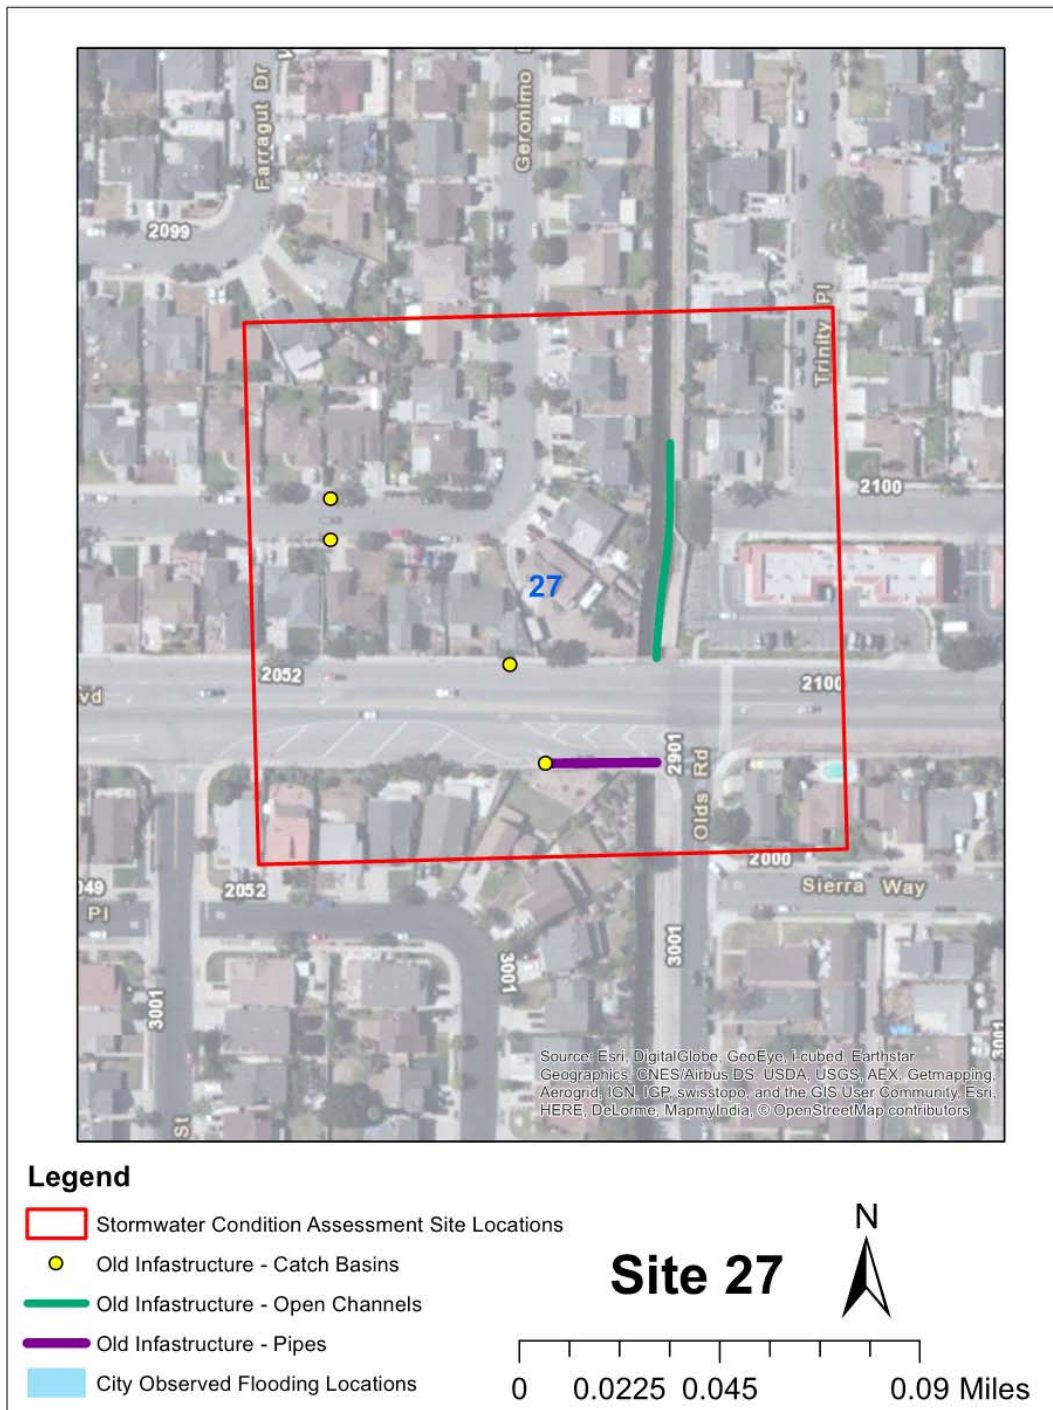 Farragut Dr
Geronimo
2099
Trinity Pl
2100
27
2052
2100
vd
2901
Olds Rd
2000
049
2052
Sierra Way
Pl
3001
3001
3001
3001
St
Source: Esri, DigitalGlobe, GeoEye, i-cubed, Earthstar
Geographics, CNES/Airbus DS, USDA, USGS, AEX, Getmapping,
Aerogrid, IGN, IGP, swisstopo, and the GIS User Community, Esri,
HERE, DeLorme, MapmyIndia, © OpenStreetMap contributors
Legend
Stormwater Condition Assessment Site Locations
Old Infastructure - Catch Basins
Old Infastructure - Open Channels
Old Infastructure - Pipes
City Observed Flooding Locations
Site 27
N
0 0.0225 0.045 0.09 Miles